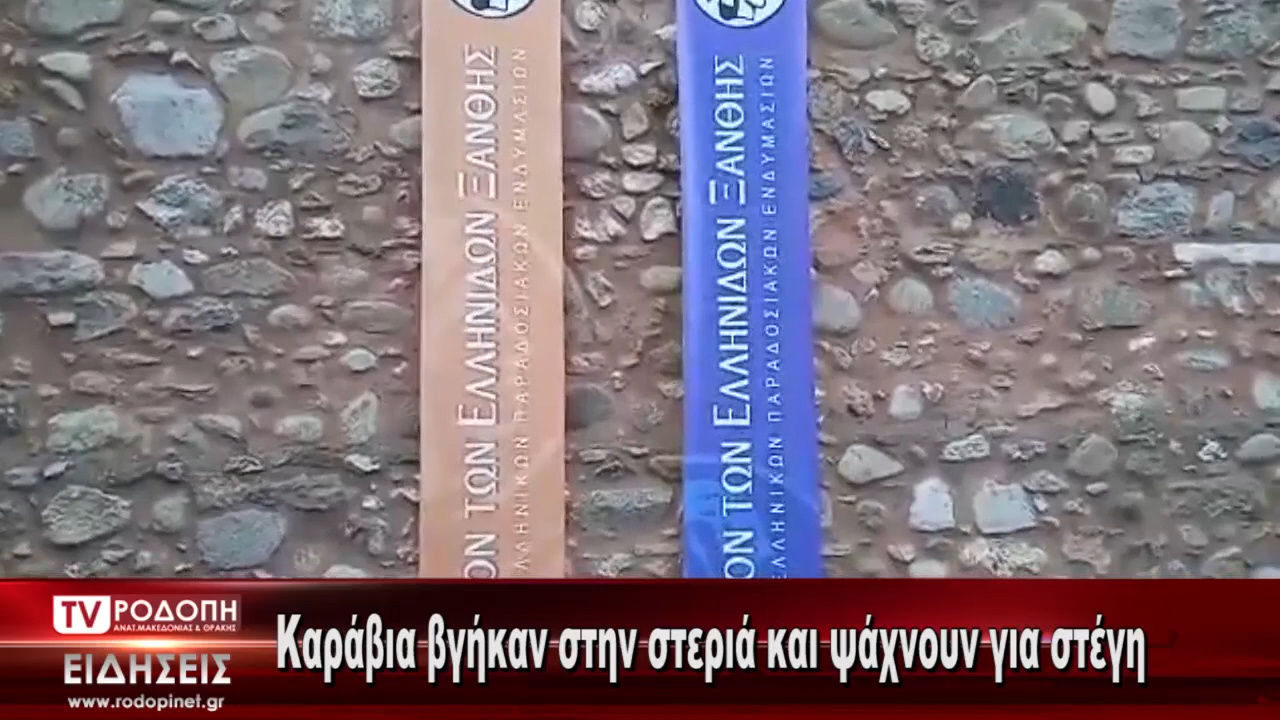 ΟΝ ΤΩΝ ΕΛΛΗΝΙΔΩΝ ΞΑΝΘΗΣ
ΛΛΗΝΙΚΩΝ ΠΑΡΑΔΟΣΙΑΚΩΝ ΕΝΔΥΜΑΣΙΩΝ
ΟΝ ΤΩΝ ΕΛΛΗΝΙΔΩΝ ΞΑΝΘΗΣ
ΕΛΛΗΝΙΚΩΝ ΠΑΡΑΔΟΣΙΑΚΩΝ ΕΝΔΥΜΑΣΙΩΝ
TV ΡΟΔΟΠΗ
ΑΝΑΤ.ΜΑΚΕΔΟΝΙΑΣ & ΘΡΑΚΗΣ
ΕΙΔΗΣΕΙΣ
www.rodopinet.gr
Καράβια βγήκαν στην στεριά και ψάχνουν για στέγη